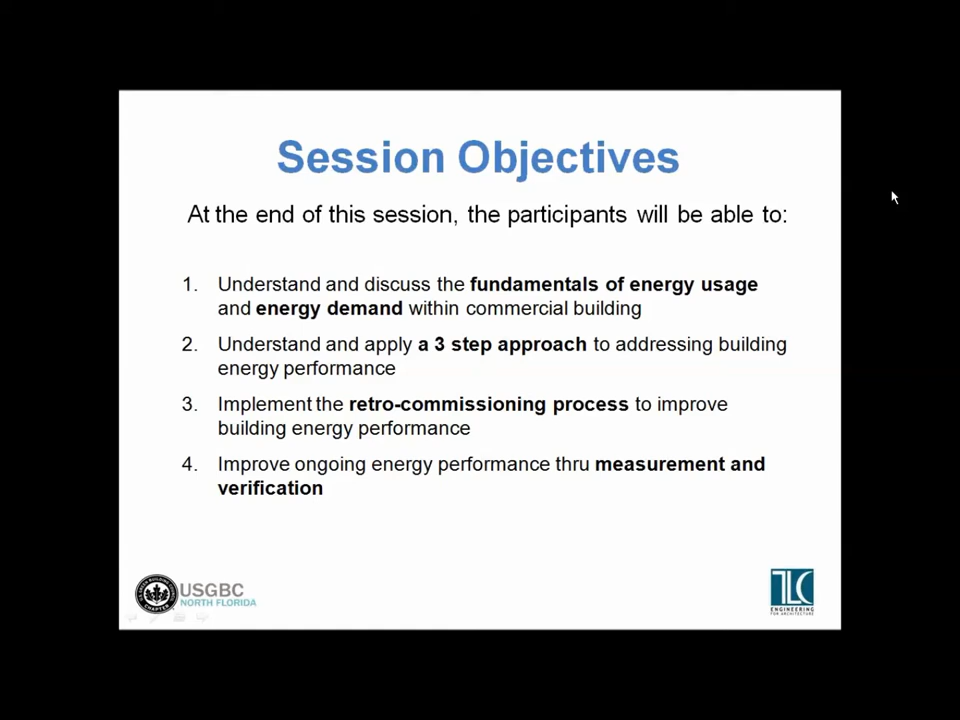 Session Objectives
At the end of this session, the participants will be able to:
1. Understand and discuss the fundamentals of energy usage
and energy demand within commercial building
2. Understand and apply a 3 step approach to addressing building
energy performance
3. Implement the retro-commissioning process to improve
building energy performance
4. Improve ongoing energy performance thru measurement and
verification
USGBC
NORTH FLORIDA
CHAPTER
TLC
ENGINEERING
FOR ARCHITECTURE